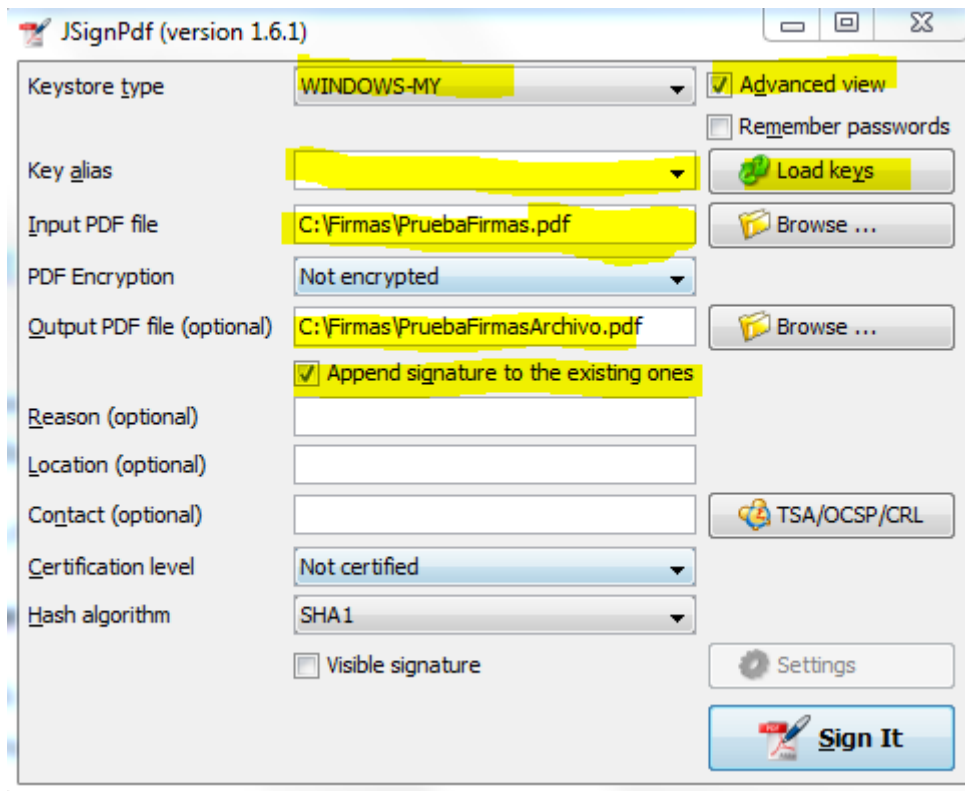 JSignPdf (version 1.6.1)
Keystore type WINDOWS-MY Advanced view
Remember passwords
Key alias Load keys
Input PDF file C:\Firmas\PruebaFirmas.pdf Browse ...
PDF Encryption Not encrypted
Output PDF file (optional) C:\Firmas\PruebaFirmasArchivo.pdf Browse ...
Append signature to the existing ones
Reason (optional)
Location (optional)
Contact (optional) TSA/OCSP/CRL
Certification level Not certified
Hash algorithm SHA1
Visible signature Settings
Sign It